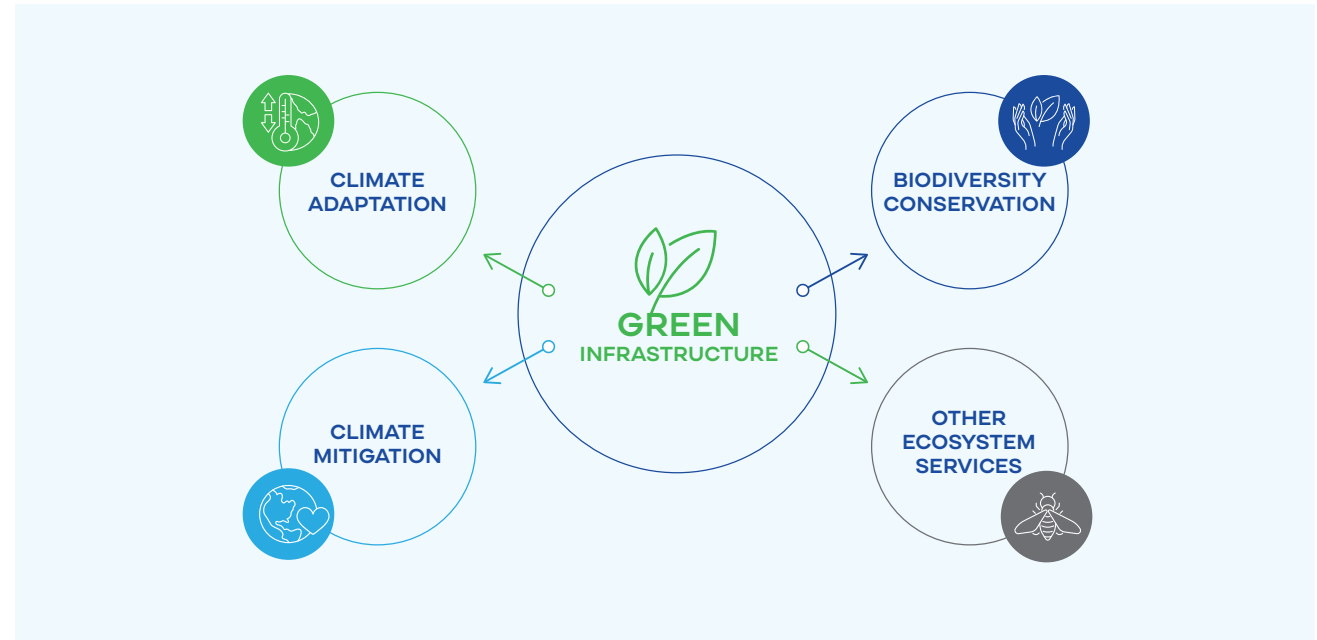 CLIMATE
ADAPTATION
BIODIVERSITY
CONSERVATION
GREEN
INFRASTRUCTURE
CLIMATE
MITIGATION
OTHER
ECOSYSTEM
SERVICES